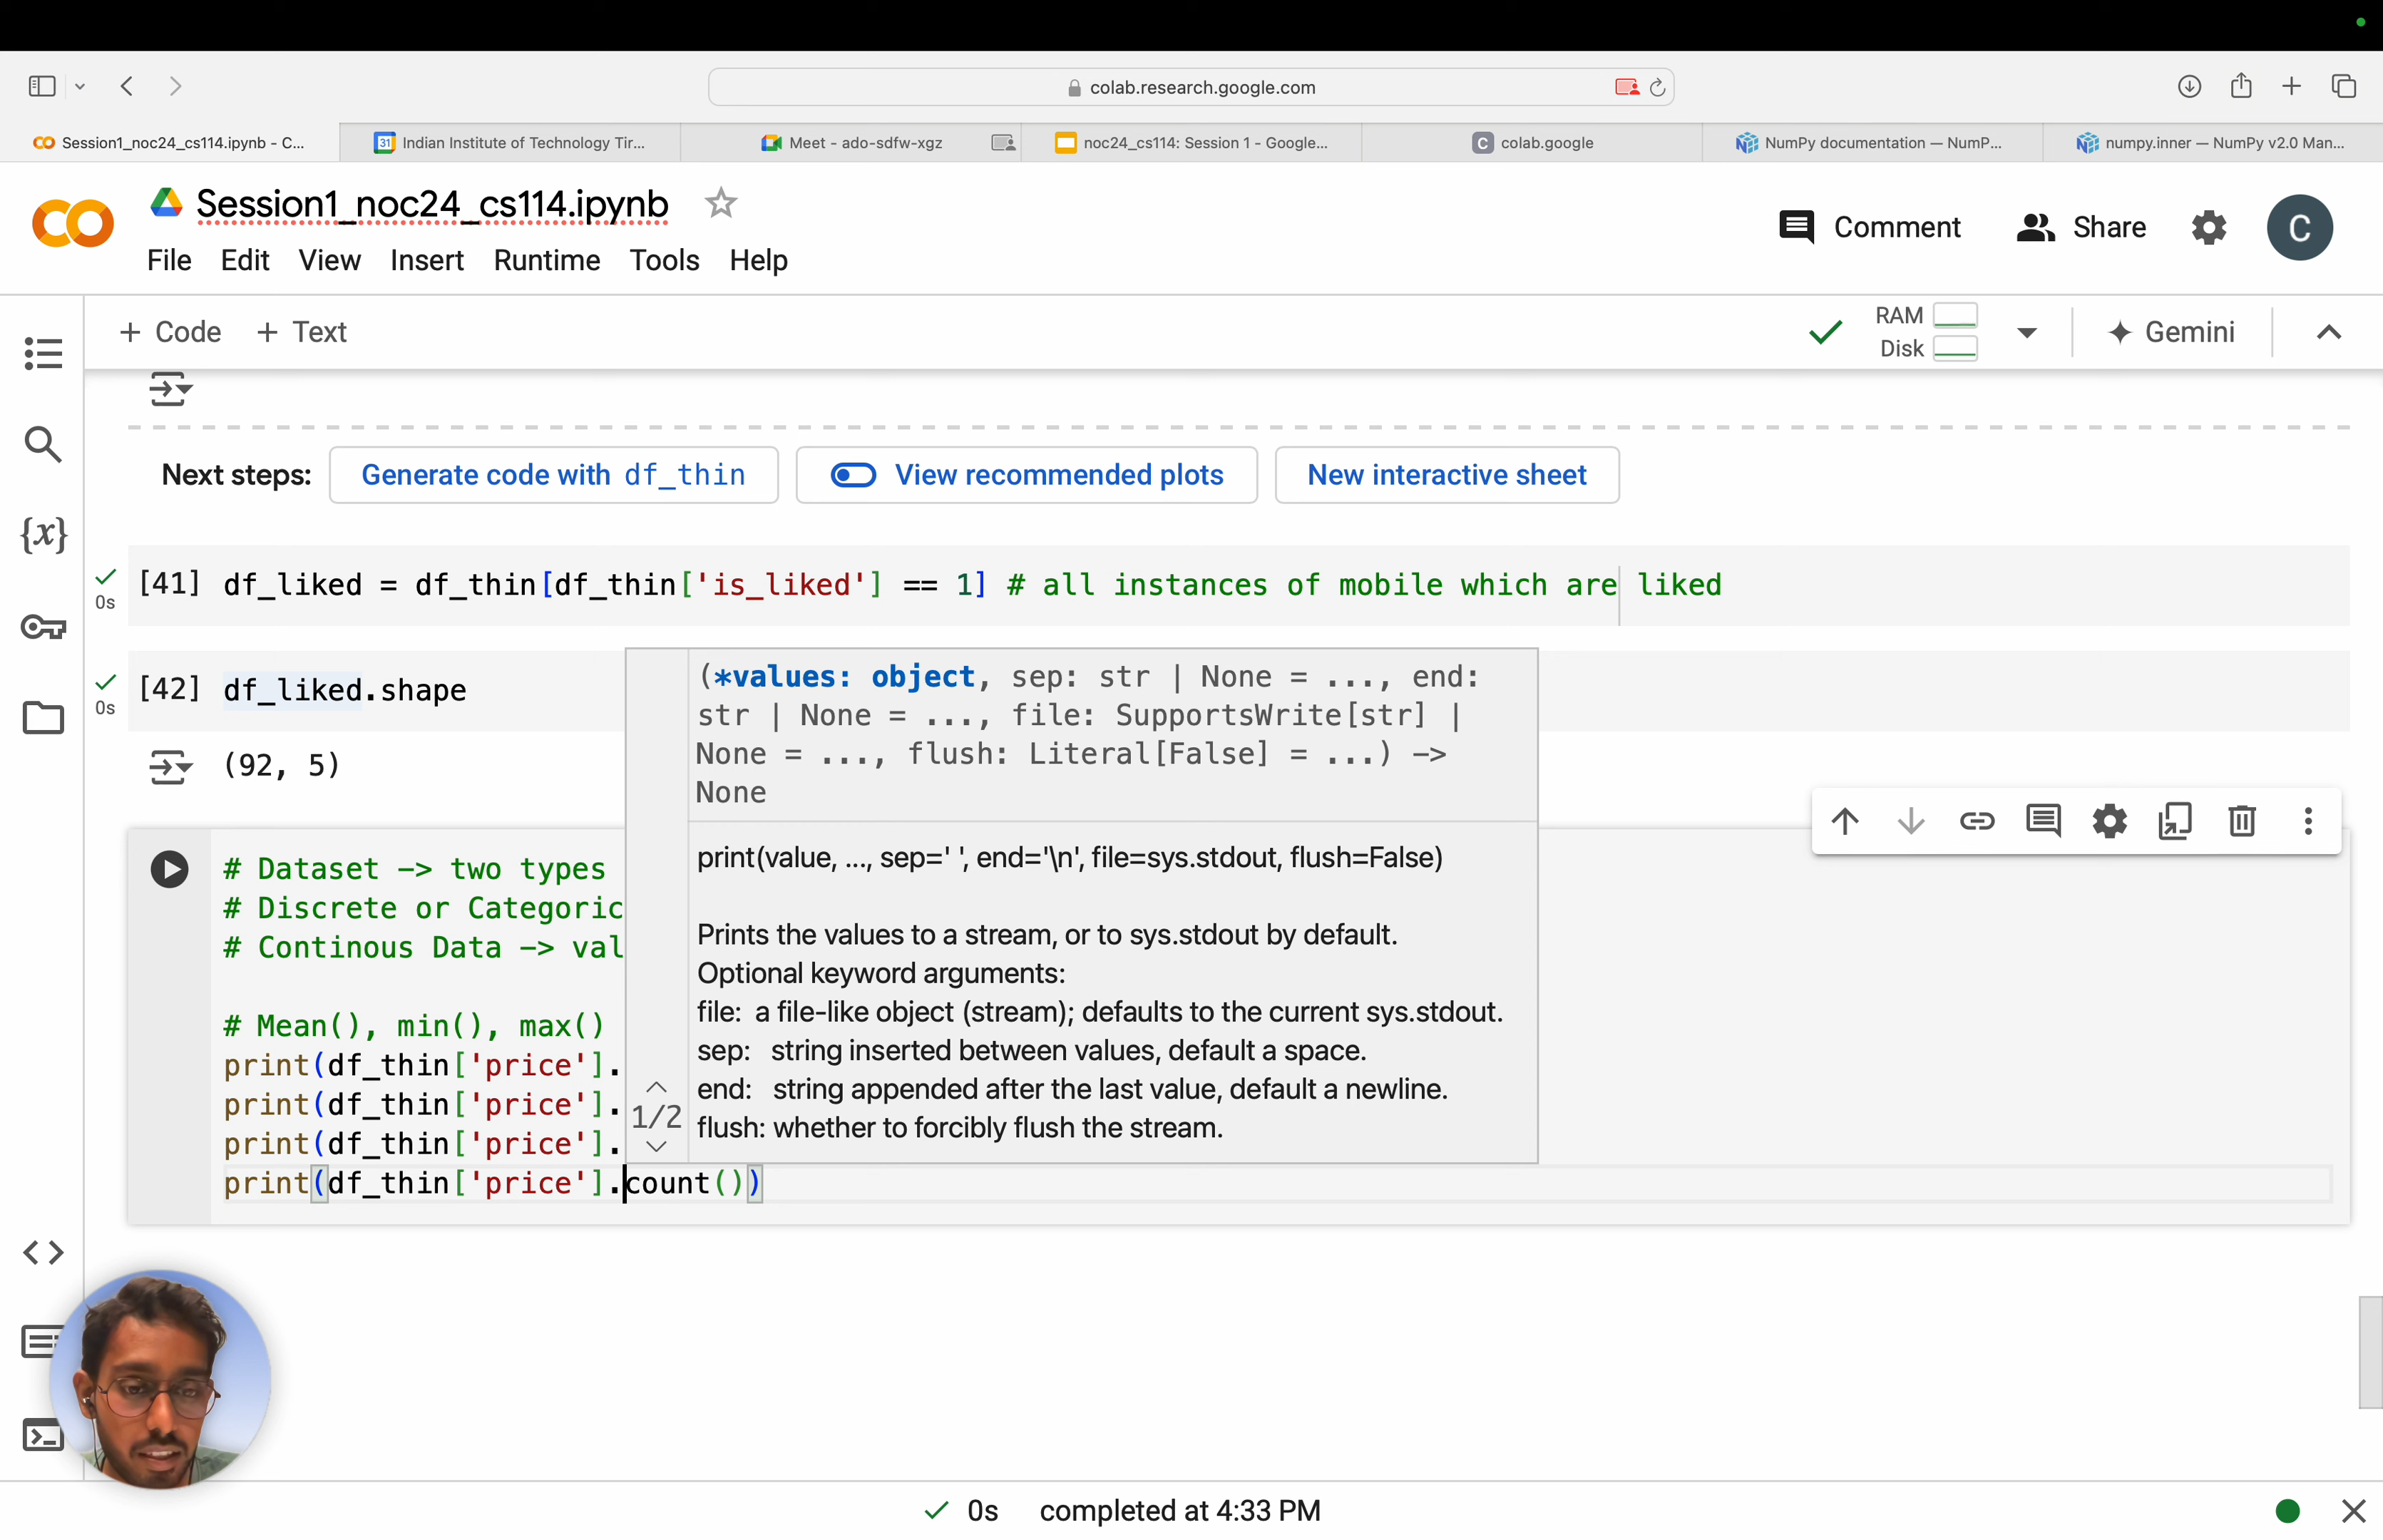 colab.research.google.com
Session1_noc24_cs114.ipynb - C...
31 Indian Institute of Technology Tir...
Meet - ado-sdfw-xgz
noc24_cs114: Session 1 - Google...
C colab.google
NumPy documentation — NumP...
numpy.inner — NumPy v2.0 Man...
Session1_noc24_cs114.ipynb
File Edit View Insert Runtime Tools Help
Comment Share C
+ Code + Text
RAM
Disk
Gemini
Next steps: Generate code with df_thin View recommended plots New interactive sheet
{x}
0s [41] df_liked = df_thin[df_thin['is_liked'] == 1] # all instances of mobile which are liked
0s [42] df_liked.shape
(92, 5)
(*values: object, sep: str | None = ..., end:
str | None = ..., file: SupportsWrite[str] |
None = ..., flush: Literal[False] = ...) ->
None
print(value, ..., sep=' ', end='\n', file=sys.stdout, flush=False)
Prints the values to a stream, or to sys.stdout by default.
Optional keyword arguments:
file: a file-like object (stream); defaults to the current sys.stdout.
sep: string inserted between values, default a space.
end: string appended after the last value, default a newline.
flush: whether to forcibly flush the stream.
1/2
# Dataset -> two types
# Discrete or Categoric
# Continous Data -> val
# Mean(), min(), max()
print(df_thin['price'].
print(df_thin['price'].
print(df_thin['price'].
print(df_thin['price'].count())
0s completed at 4:33 PM